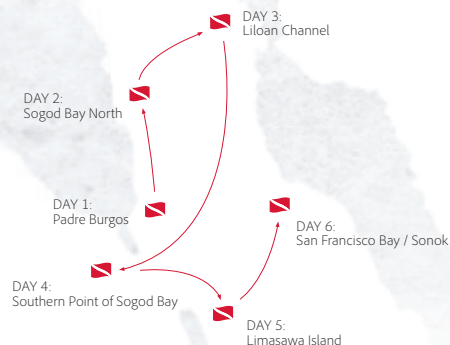 DAY 3:
Liloan Channel
DAY 2:
Sogod Bay North
DAY 1:
Padre Burgos
DAY 6:
San Francisco Bay / Sonok
DAY 4:
Southern Point of Sogod Bay
DAY 5:
Limasawa Island